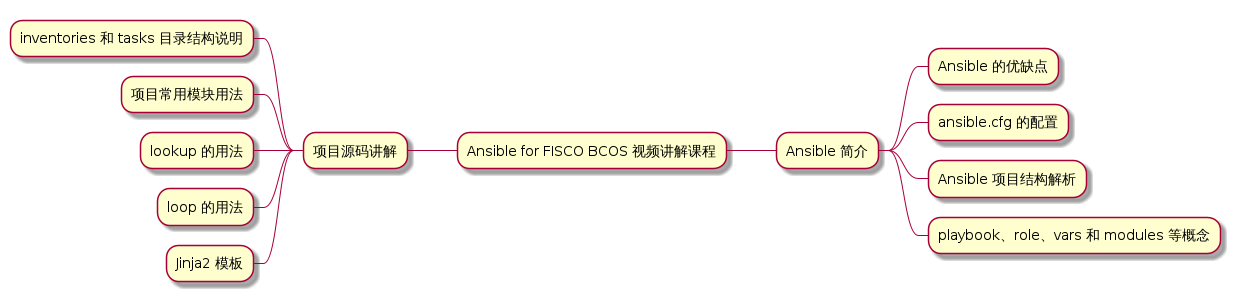 Ansible for FISCO BCOS 视频讲解课程
Ansible 简介
Ansible 的优缺点
ansible.cfg 的配置
Ansible 项目结构解析
playbook、role、vars 和 modules 等概念
项目源码讲解
inventories 和 tasks 目录结构说明
项目常用模块用法
lookup 的用法
loop 的用法
Jinja2 模板